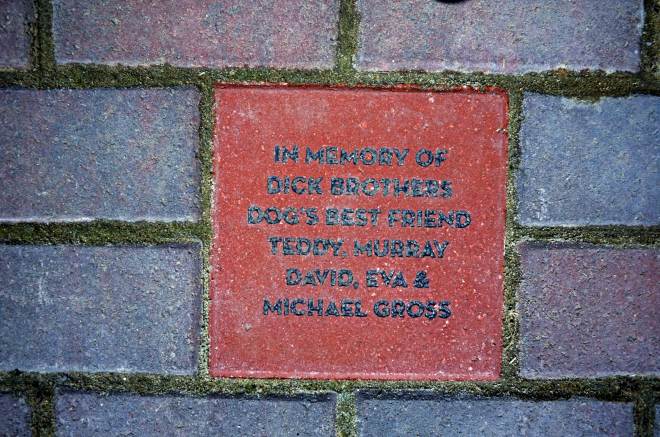 IN MEMORY OF
DICK BROTHERS
DOG'S BEST FRIEND
TEDDY, MURRAY
DAVID, EVA &
MICHAEL GROSS